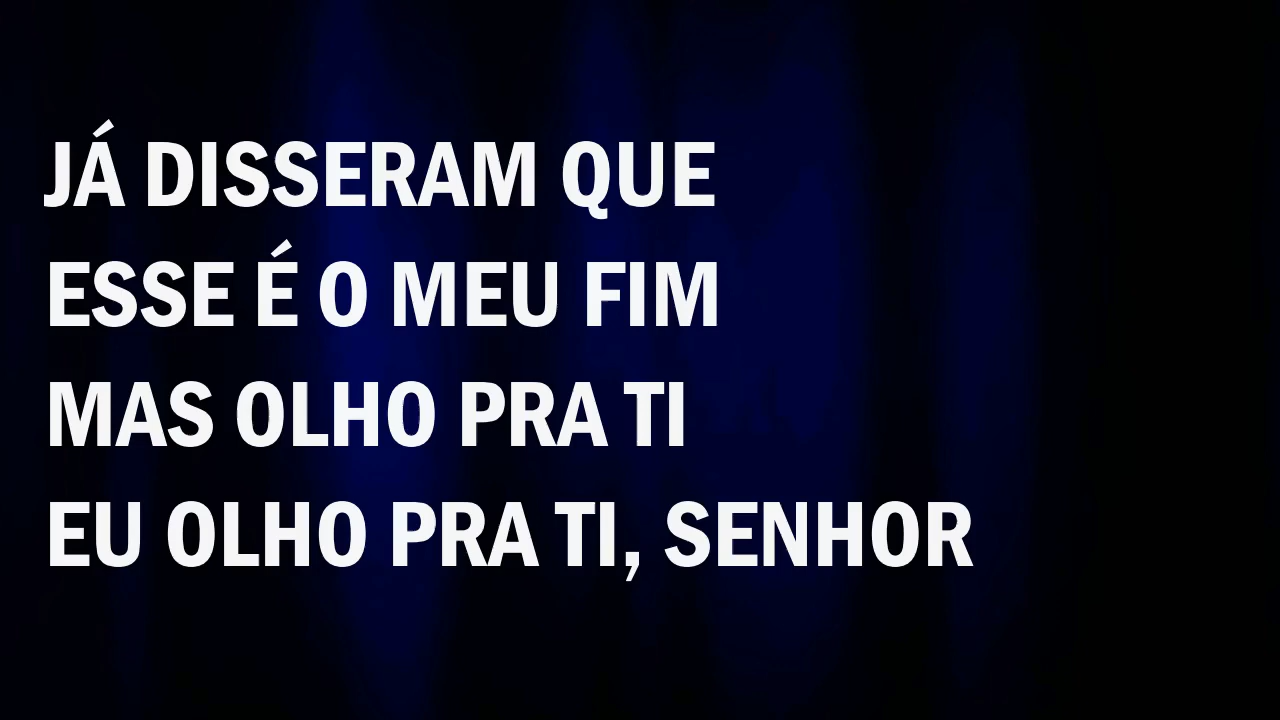 JÁ DISSERAM QUE
ESSE É O MEU FIM
MAS OLHO PRA TI
EU OLHO PRA TI, SENHOR